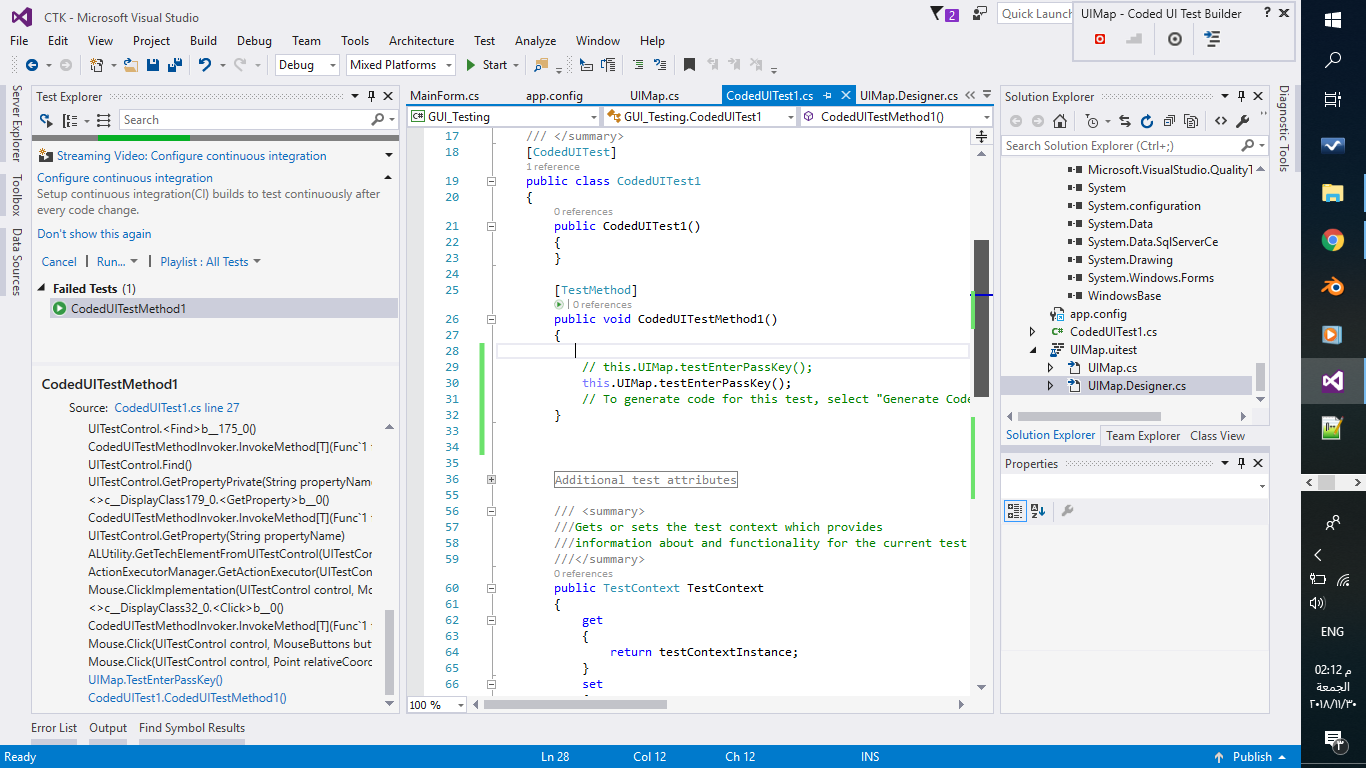 CTK - Microsoft Visual Studio
2
Quick Launch
UIMap - Coded UI Test Builder
?
File Edit View Project Build Debug Team Tools Architecture Test Analyze Window Help
Debug
Mixed Platforms
Start
Server Explorer
Toolbox
Data Sources
Test Explorer
Search
Streaming Video: Configure continuous integration
Configure continuous integration
Setup continuous integration(CI) builds to test continuously after
every code change.
Don't show this again
Cancel | Run... | Playlist : All Tests
Failed Tests (1)
CodedUITestMethod1
CodedUITestMethod1
Source: CodedUITest1.cs line 27
UITestControl.<Find>b__175_0()
CodedUITestMethodInvoker.InvokeMethod[T](Func`1
UITestControl.Find()
UITestControl.GetPropertyPrivate(String propertyName
<>c__DisplayClass179_0.<GetProperty>b__0()
CodedUITestMethodInvoker.InvokeMethod[T](Func`1
UITestControl.GetProperty(String propertyName)
ALUtility.GetTechElementFromUITestControl(UITestCor
ActionExecutorManager.GetActionExecutor(UITestCon
Mouse.ClickImplementation(UITestControl control, Mc
<>c__DisplayClass32_0.<Click>b__0()
CodedUITestMethodInvoker.InvokeMethod[T](Func`1
Mouse.Click(UITestControl control, MouseButtons but
Mouse.Click(UITestControl control, Point relativeCoord
UIMap.TestEnterPassKey()
CodedUITest1.CodedUITestMethod1()
MainForm.cs app.config UIMap.cs CodedUITest1.cs UIMap.Designer.cs
GUI_Testing
GUI_Testing.CodedUITest1
CodedUITestMethod1()
17 /// </summary>
18 [CodedUITest]
1 reference
19 public class CodedUITest1
20 {
0 references
21 public CodedUITest1()
22 {
23 }
24
25 [TestMethod]
| 0 references
26 public void CodedUITestMethod1()
27 {
28
29 // this.UIMap.testEnterPassKey();
30 this.UIMap.testEnterPassKey();
31 // To generate code for this test, select "Generate Code
32 }
33
34
35
36 Additional test attributes
55
56 /// <summary>
57 ///Gets or sets the test context which provides
58 ///information about and functionality for the current test
59 ///</summary>
0 references
60 public TestContext TestContext
61 {
62 get
63 {
64 return testContextInstance;
65 }
66 set
100 %
Solution Explorer
Search Solution Explorer (Ctrl+;)
Microsoft.VisualStudio.QualityT
System
System.configuration
System.Data
System.Data.SqlServerCe
System.Drawing
System.Windows.Forms
WindowsBase
app.config
C# CodedUITest1.cs
UIMap.uitest
UIMap.cs
UIMap.Designer.cs
Solution Explorer Team Explorer Class View
Properties
Diagnostic Tools
Error List Output Find Symbol Results
Ready Ln 28 Col 12 Ch 12 INS Publish
ENG
02:12 م
الجمعة
٢٠١٨/١١/٣٠
٣